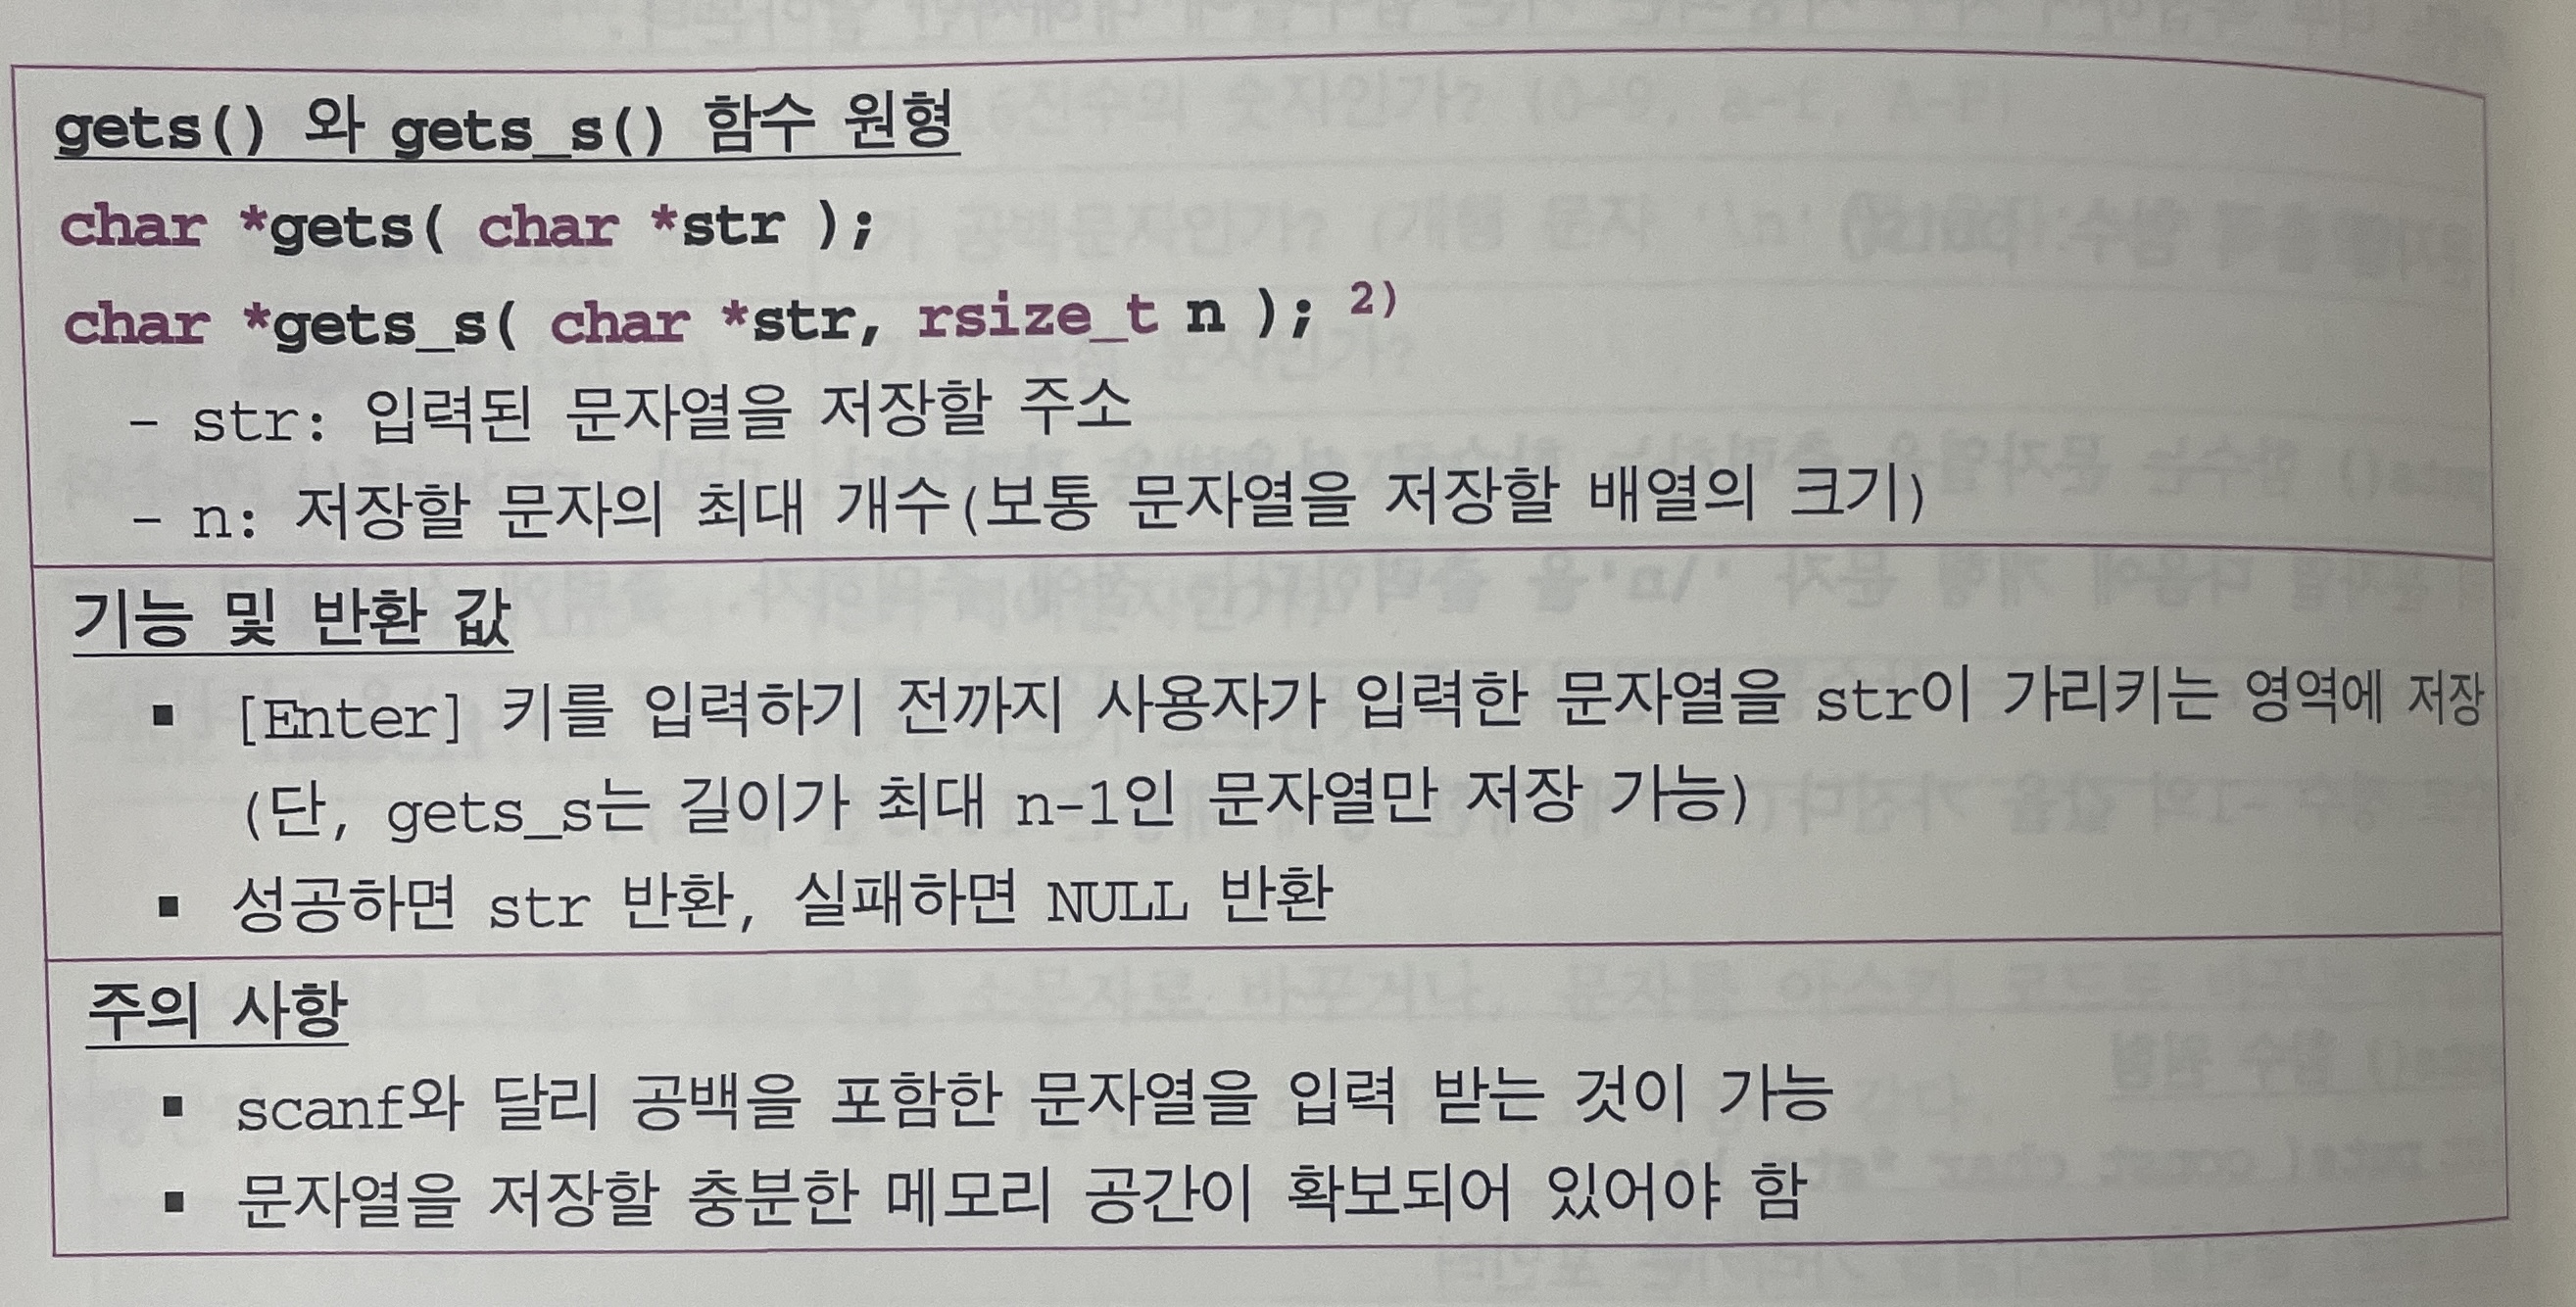 gets() 와 gets_s() 함수 원형
char *gets( char *str );
char *gets_s( char *str, rsize_t n ); 2)
- str: 입력된 문자열을 저장할 주소
- n: 저장할 문자의 최대 개수(보통 문자열을 저장할 배열의 크기)
기능 및 반환 값
▪ [Enter] 키를 입력하기 전까지 사용자가 입력한 문자열을 str이 가리키는 영역에 저장
(단, gets_s는 길이가 최대 n-1인 문자열만 저장 가능)
▪ 성공하면 str 반환, 실패하면 NULL 반환
주의 사항
▪ scanf와 달리 공백을 포함한 문자열을 입력 받는 것이 가능
▪ 문자열을 저장할 충분한 메모리 공간이 확보되어 있어야 함